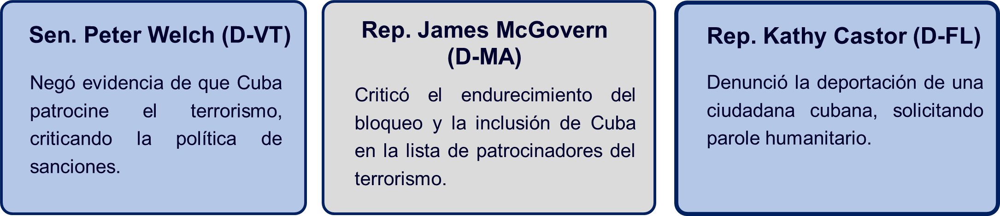 Sen. Peter Welch (D-VT)
Negó evidencia de que Cuba
patrocine el terrorismo,
criticando la política de
sanciones.
Rep. James McGovern
(D-MA)
Criticó el endurecimiento del
bloqueo y la inclusión de Cuba
en la lista de patrocinadores del
terrorismo.
Rep. Kathy Castor (D-FL)
Denunció la deportación de una
ciudadana cubana, solicitando
parole humanitario.